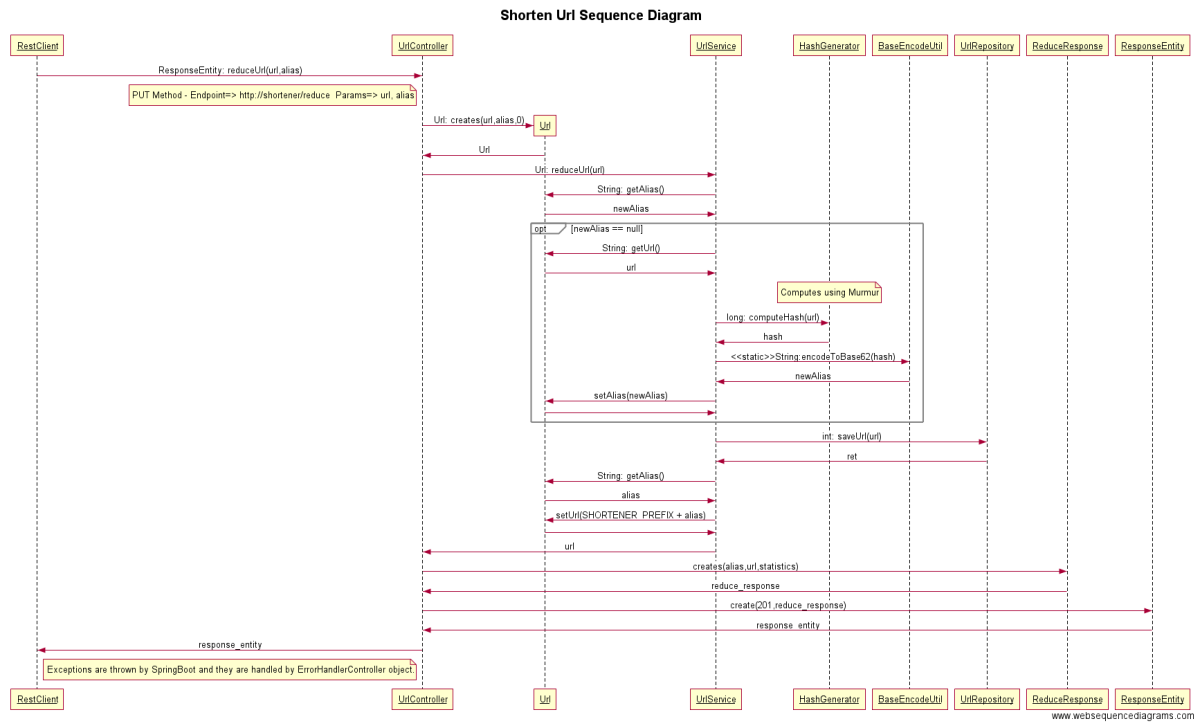 Shorten Url Sequence Diagram
RestClient UrlController UrlService HashGenerator BaseEncodeUtil UrlRepository ReduceResponse ResponseEntity
ResponseEntity: reduceUrl(url,alias)
PUT Method - Endpoint=> http://shortener/reduce Params=> url, alias
Url: creates(url,alias,0)
Url
Url
Url: reduceUrl(url)
String: getAlias()
newAlias
opt [newAlias == null]
String: getUrl()
url
Computes using Murmur
long: computeHash(url)
hash
<<static>>String:encodeToBase62(hash)
newAlias
setAlias(newAlias)
int: saveUrl(url)
ret
String: getAlias()
alias
setUrl(SHORTENER_PREFIX + alias)
url
creates(alias,url,statistics)
reduce_response
create(201,reduce_response)
response_entity
response_entity
Exceptions are thrown by SpringBoot and they are handled by ErrorHandlerController object.
RestClient UrlController Url UrlService HashGenerator BaseEncodeUtil UrlRepository ReduceResponse ResponseEntity
www.websequencediagrams.com